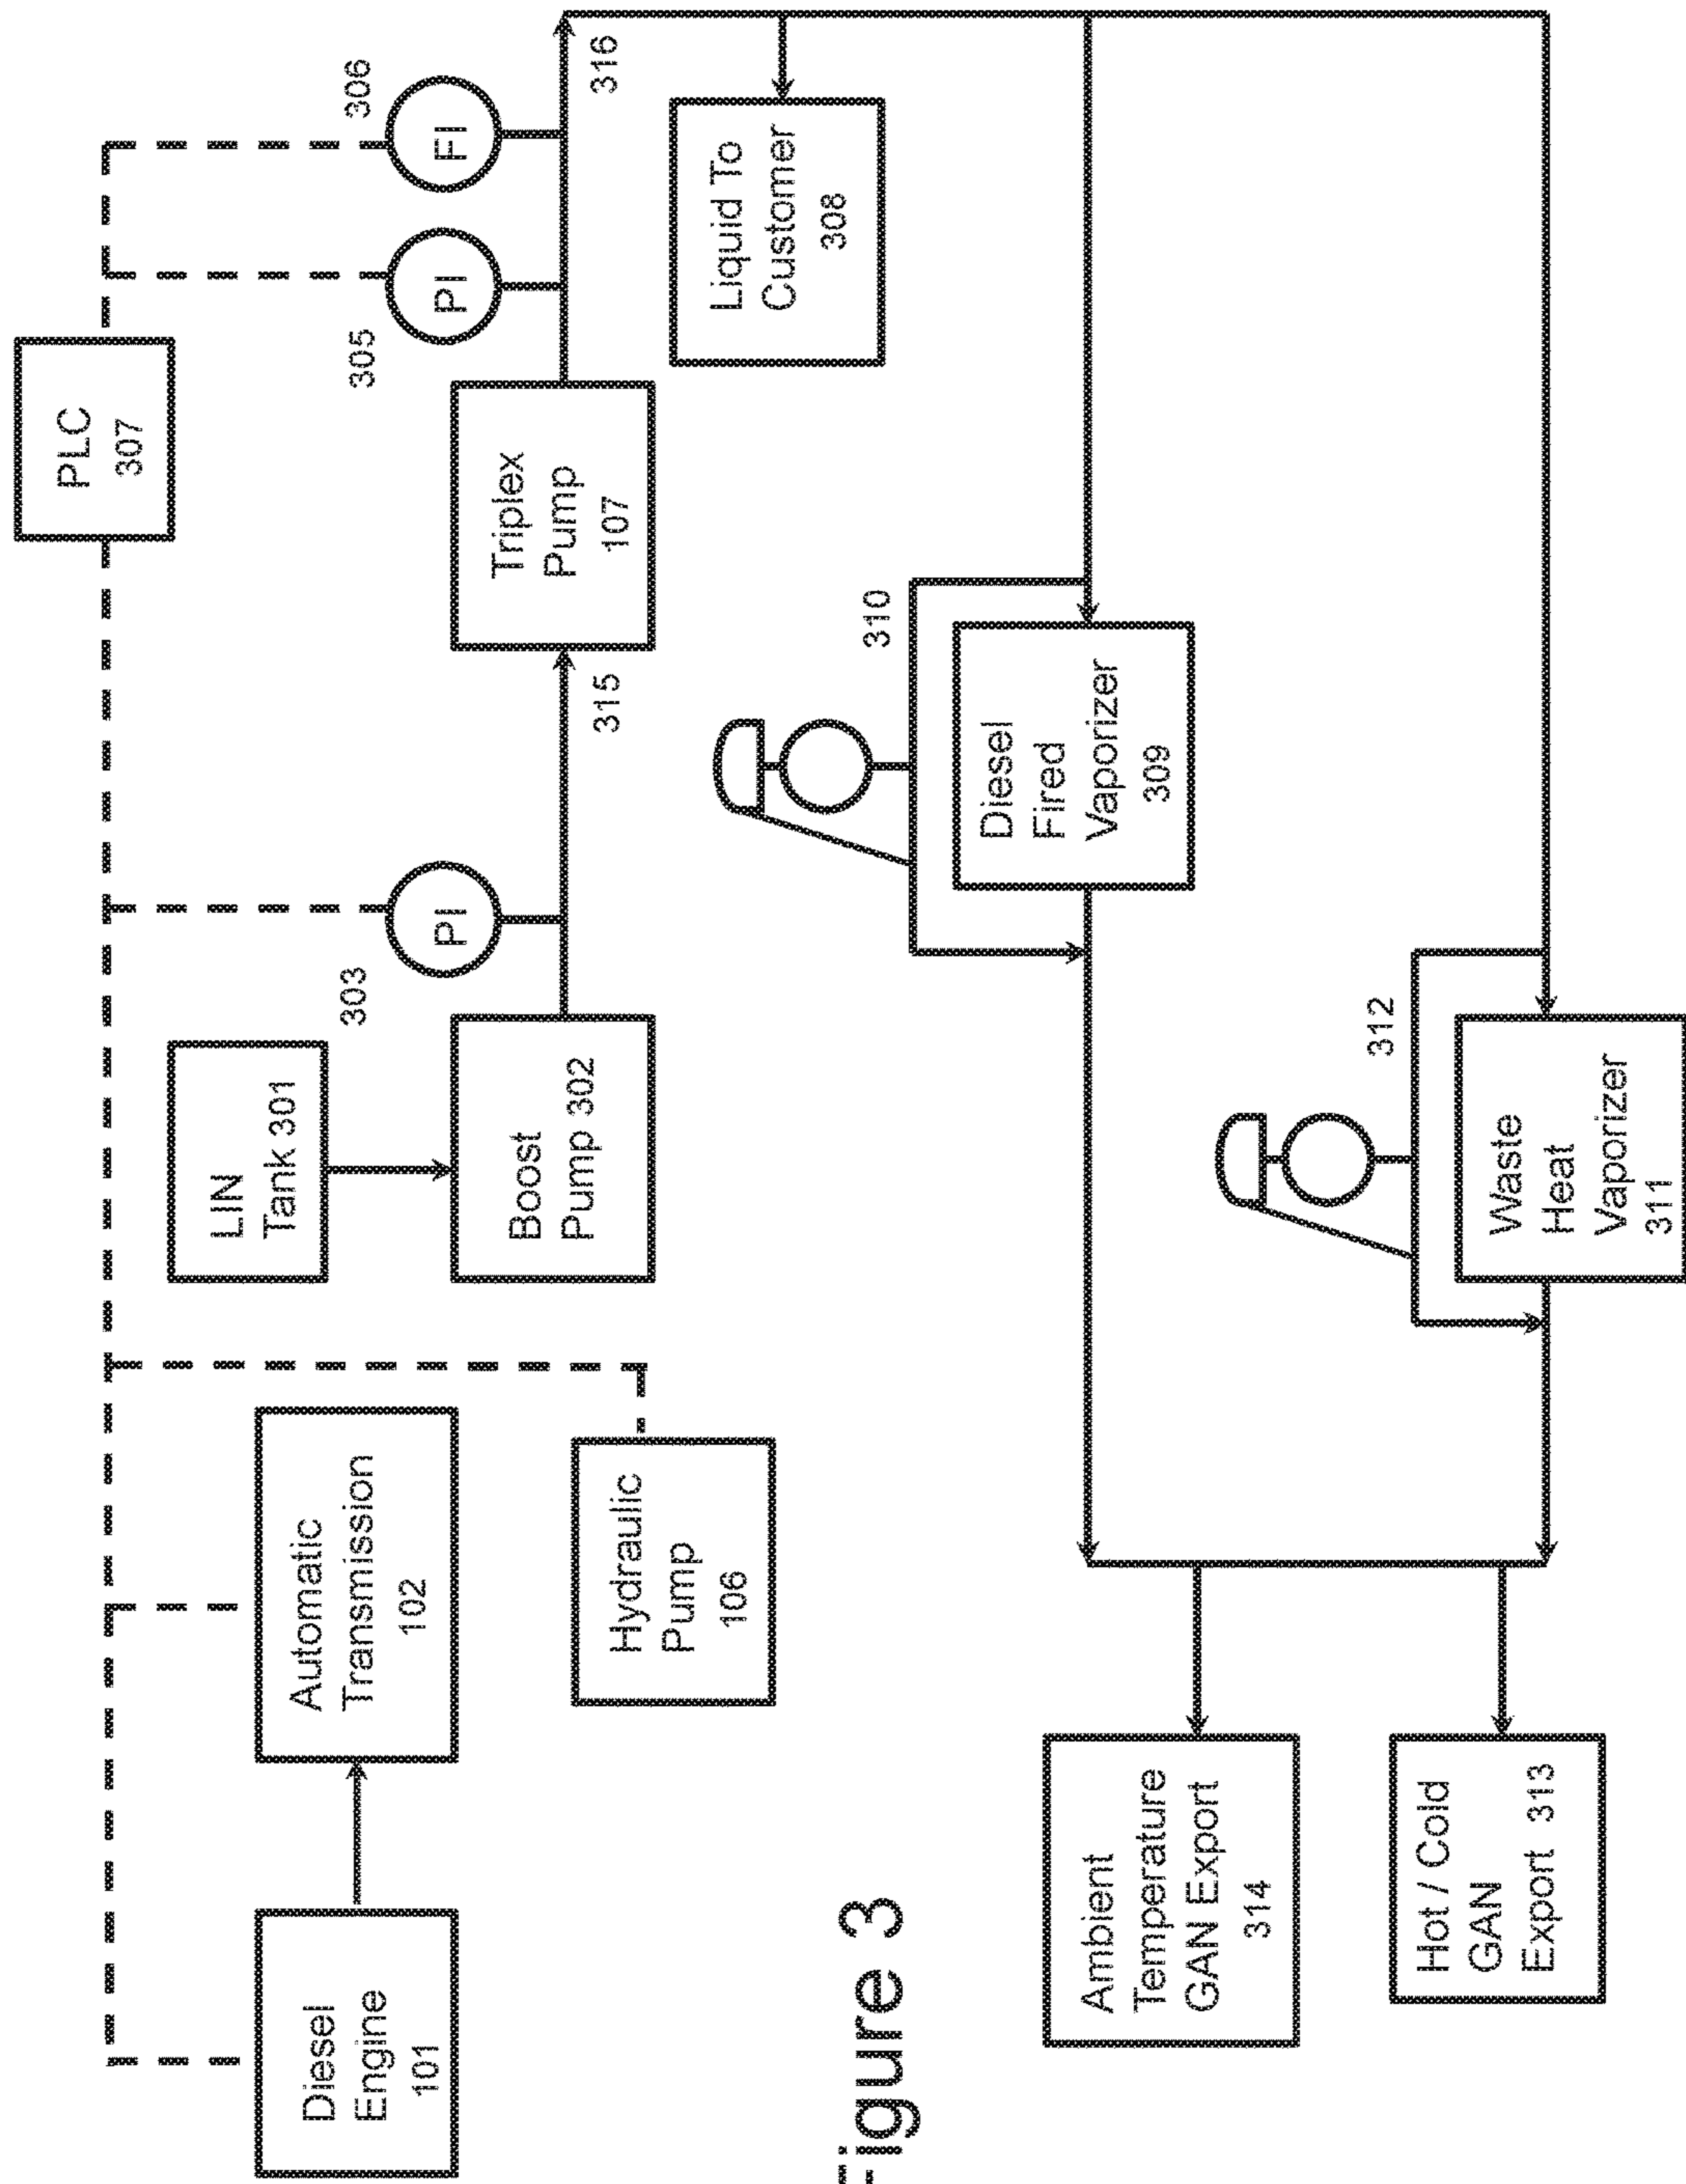 PLC
307
306
FI
305
PI
303
PI
316
315
LIN
Tank 301
Boost
Pump 302
Triplex
Pump
107
Liquid To
Customer
308
Diesel
Engine
101
Automatic
Transmission
102
Hydraulic
Pump
106
310
Diesel
Fired
Vaporizer
309
312
Waste
Heat
Vaporizer
311
Ambient
Temperature
GAN Export
314
Hot / Cold
GAN
Export 313
Figure 3